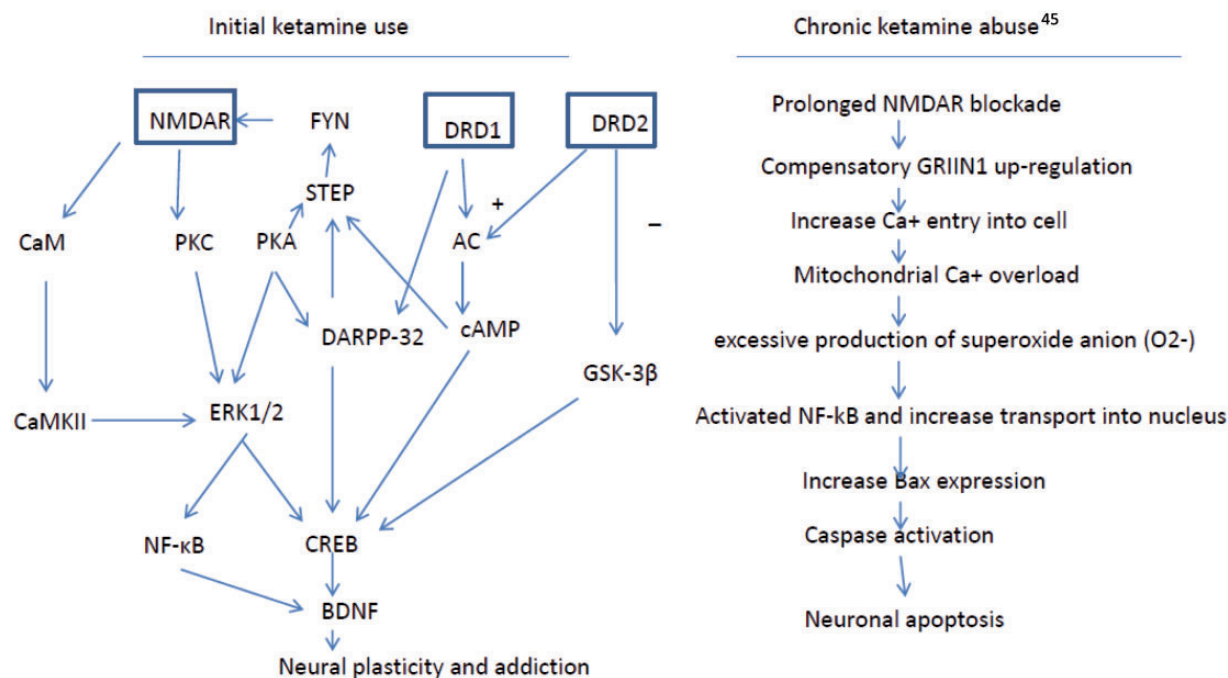 Initial ketamine use
NMDAR
FYN
DRD1
DRD2
STEP
+
–
CaM
PKC
PKA
AC
DARPP-32
cAMP
GSK-3β
CaMKII
ERK1/2
NF-κB
CREB
BDNF
Neural plasticity and addiction
Chronic ketamine abuse45
Prolonged NMDAR blockade
Compensatory GRIIN1 up-regulation
Increase Ca+ entry into cell
Mitochondrial Ca+ overload
excessive production of superoxide anion (O2-)
Activated NF-kB and increase transport into nucleus
Increase Bax expression
Caspase activation
Neuronal apoptosis